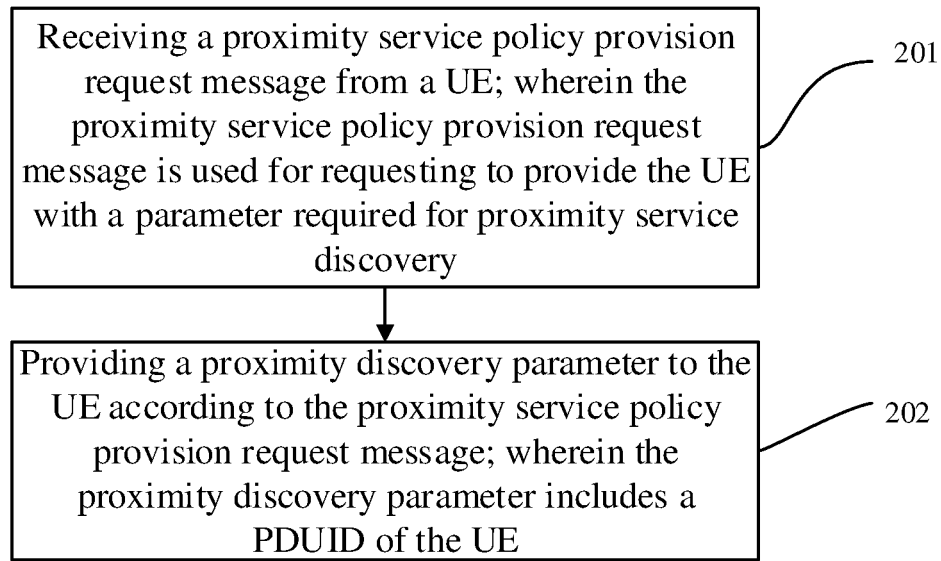 Receiving a proximity service policy provision
request message from a UE; wherein the
proximity service policy provision request
message is used for requesting to provide the UE
with a parameter required for proximity service
discovery
201
Providing a proximity discovery parameter to the
UE according to the proximity service policy
provision request message; wherein the
proximity discovery parameter includes a
PDUID of the UE
202